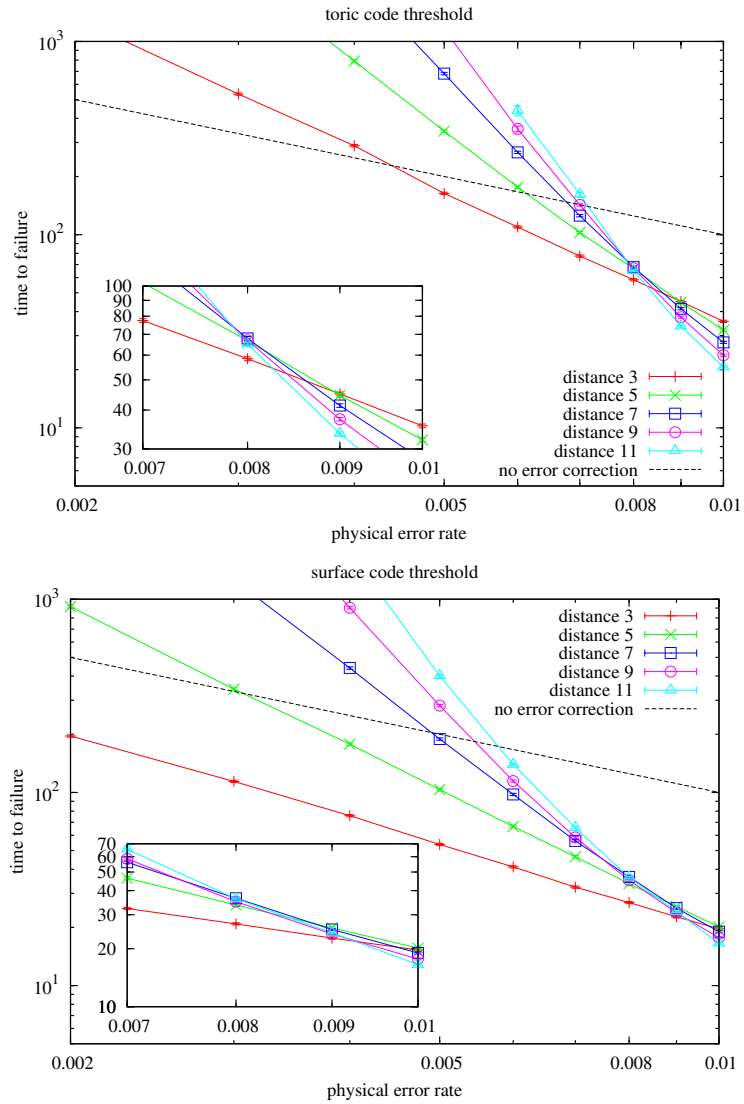 toric code threshold
10^3
10^2
10^1
time to failure
100
90
80
70
60
50
40
30
0.007
0.008
0.009
0.01
distance 3
distance 5
distance 7
distance 9
distance 11
no error correction
0.002
0.005
0.008
0.01
physical error rate
surface code threshold
10^3
10^2
10^1
time to failure
distance 3
distance 5
distance 7
distance 9
distance 11
no error correction
70
60
50
40
30
20
10
0.007
0.008
0.009
0.01
0.002
0.005
0.008
0.01
physical error rate